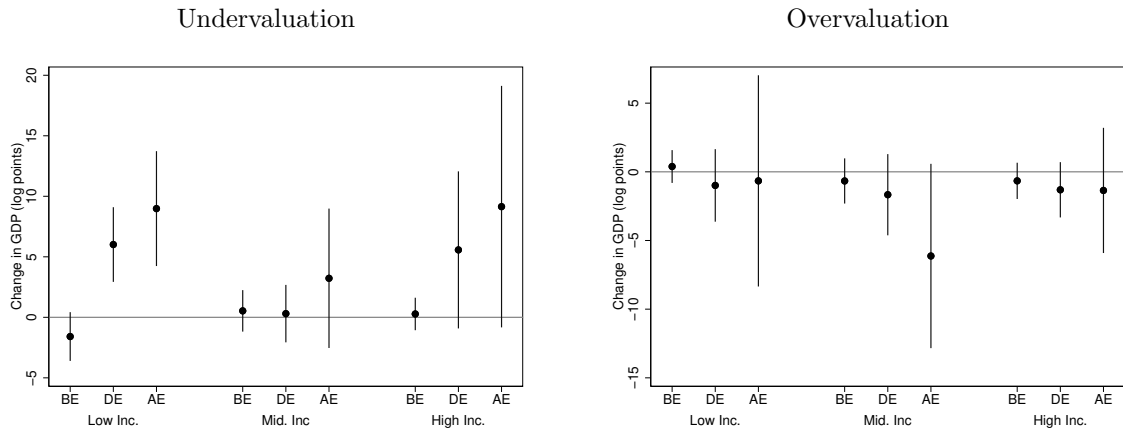 Undervaluation
Change in GDP (log points)
20
15
10
5
0
−5
BE DE AE BE DE AE BE DE AE
Low Inc. Mid. Inc High Inc.
Overvaluation
Change in GDP (log points)
5
0
−5
−10
−15
BE DE AE BE DE AE BE DE AE
Low Inc. Mid. Inc High Inc.